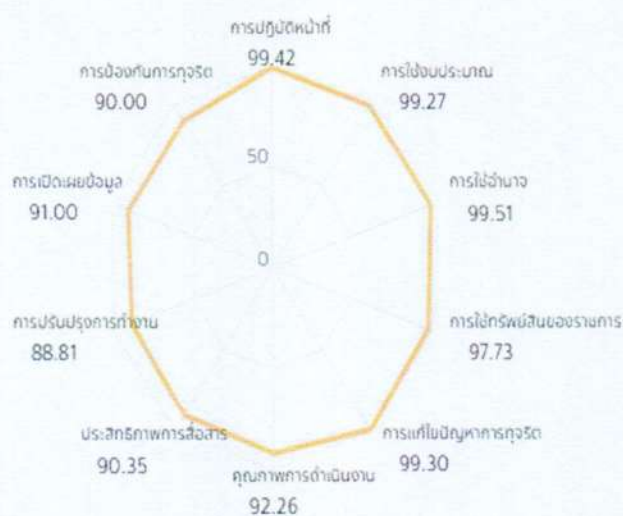 การปฏิบัติหน้าที่
99.42
การใช้งบประมาณ
99.27
การใช้อำนาจ
99.51
การใช้ทรัพย์สินของราชการ
97.73
การแก้ไขปัญหาการทุจริต
99.30
คุณภาพการดำเนินงาน
92.26
ประสิทธิภาพการสื่อสาร
90.35
การปรับปรุงการทำงาน
88.81
การเปิดเผยข้อมูล
91.00
การป้องกันการทุจริต
90.00
50
0